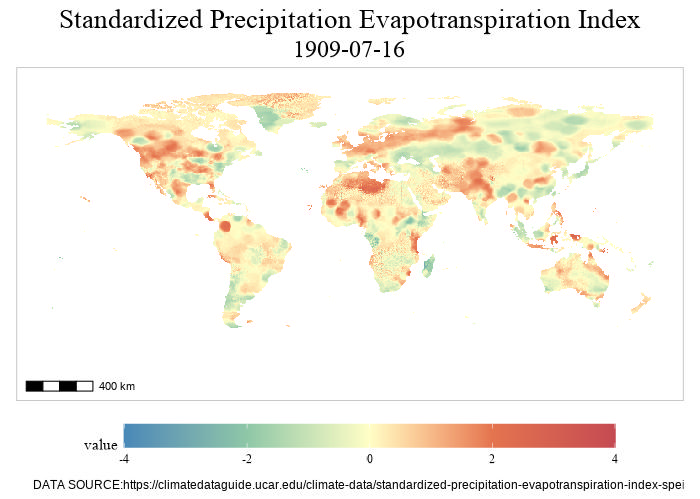 Standardized Precipitation Evapotranspiration Index
1909-07-16
400 km
value
-4 -2 0 2 4
DATA SOURCE:https://climatedataguide.ucar.edu/climate-data/standardized-precipitation-evapotranspiration-index-spei